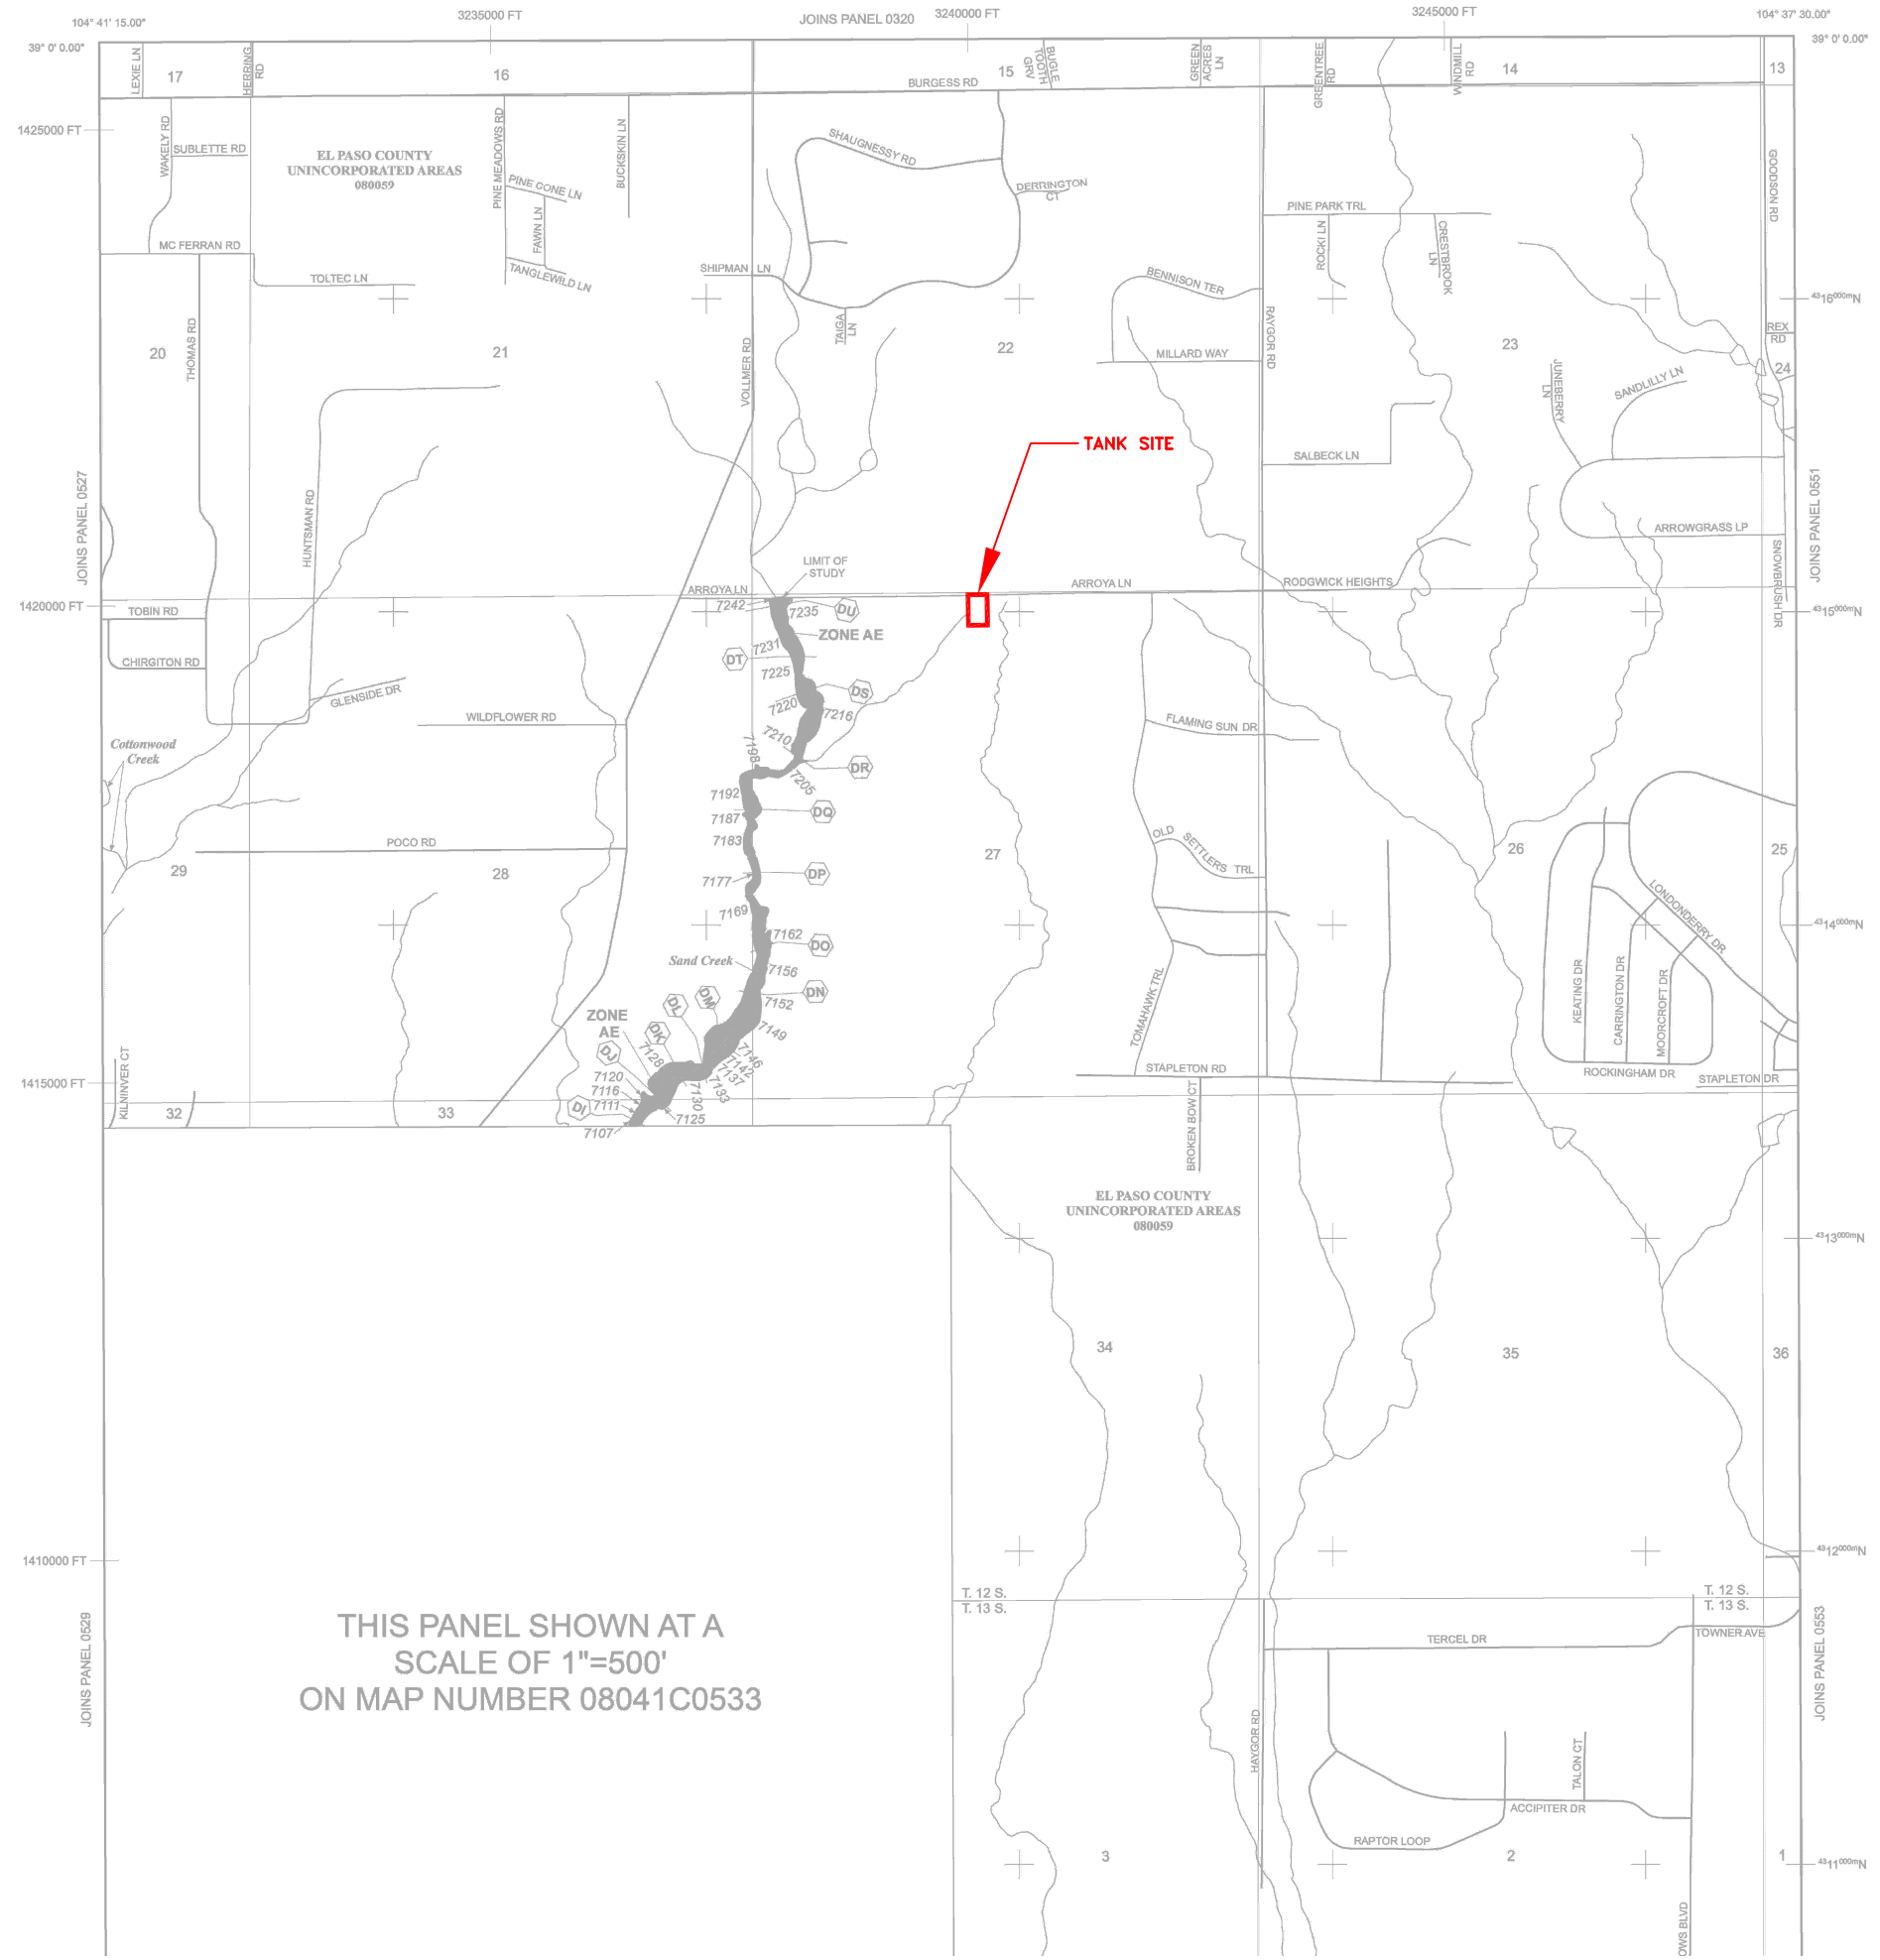 104° 41' 15.00"
3235000 FT
JOINS PANEL 0320
3240000 FT
3245000 FT
104° 37' 30.00"
39° 0' 0.00"
39° 0' 0.00"
LEXIE LN
17
HERRING RD
16
15
BUGLE TOOTH GRV
GREEN ACRES LN
GREENTREE RD
WINDMILL RD
14
13
BURGESS RD
1425000 FT
WAKELY RD
SUBLETTE RD
EL PASO COUNTY
UNINCORPORATED AREAS
080059
PINE MEADOWS RD
PINE CONE LN
FAWN LN
TANGLEWILD LN
BUCKSKIN LN
SHAUGNESSY RD
DERRINGTON
CT
PINE PARK TRL
ROCKI LN
CRESTBROOK LN
GOODSON RD
MC FERRAN RD
TOLTEC LN
SHIPMAN LN
TAIGA LN
BENNISON TER
RAYGOR RD
4316000mN
THOMAS RD
20
21
VOLLMER RD
22
MILLARD WAY
23
JUNEBERRY LN
SANDLILLY LN
REX
RD
24
TANK SITE
SALBECK LN
JOINS PANEL 0527
HUNTSMAN RD
JOINS PANEL 0551
ARROWGRASS LP
SNOWBRUSH DR
LIMIT OF
STUDY
ARROYA LN
ARROYA LN
RODGWICK HEIGHTS
1420000 FT
TOBIN RD
7242
7235
DU
4315000mN
ZONE AE
CHIRGITON RD
DT
7231
7225
GLENSIDE DR
DS
7220
7216
WILDFLOWER RD
FLAMING SUN DR
Cottonwood
Creek
7210
7198
DR
7205
7192
7187
DQ
7183
POCO RD
OLD SETTLERS TRL
29
28
27
26
25
7177
DP
LONDONDERRY DR
7169
7162
DO
4314000mN
Sand Creek
7156
KEATING DR
CARRINGTON DR
MOORCROFT DR
DN
7152
TOMAHAWK TRL
ZONE
AE
DL
DM
DK
7149
7128
DJ
7146
7142
7137
7133
7130
KILNINVER CT
1415000 FT
7120
7116
7111
DI
7125
7107
STAPLETON RD
ROCKINGHAM DR
STAPLETON DR
32
33
BROKEN BOW CT
EL PASO COUNTY
UNINCORPORATED AREAS
080059
4313000mN
34
35
36
1410000 FT
4312000mN
T. 12 S.
T. 13 S.
T. 12 S.
T. 13 S.
JOINS PANEL 0529
THIS PANEL SHOWN AT A
SCALE OF 1"=500'
ON MAP NUMBER 08041C0533
TERCEL DR
TOWNER AVE
JOINS PANEL 0553
HAYGOR RD
TALON CT
ACCIPITER DR
RAPTOR LOOP
3
2
1
4311000mN
OWS BLVD